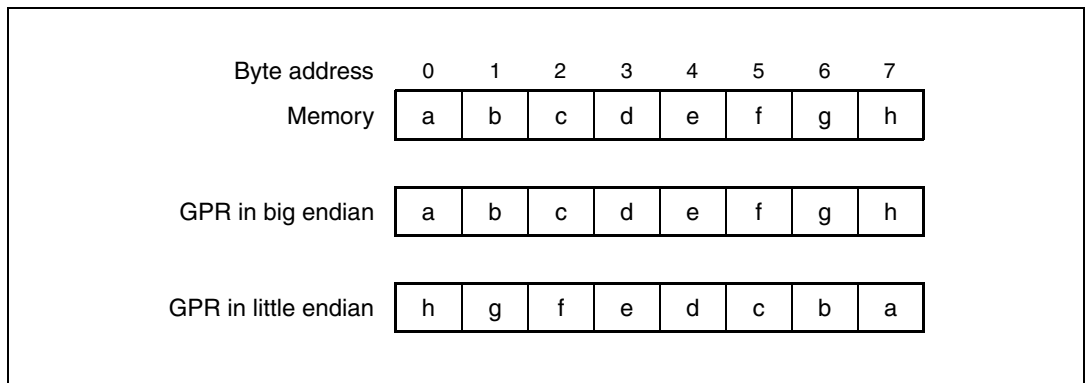 Byte address 0 1 2 3 4 5 6 7
Memory a b c d e f g h
GPR in big endian a b c d e f g h
GPR in little endian h g f e d c b a